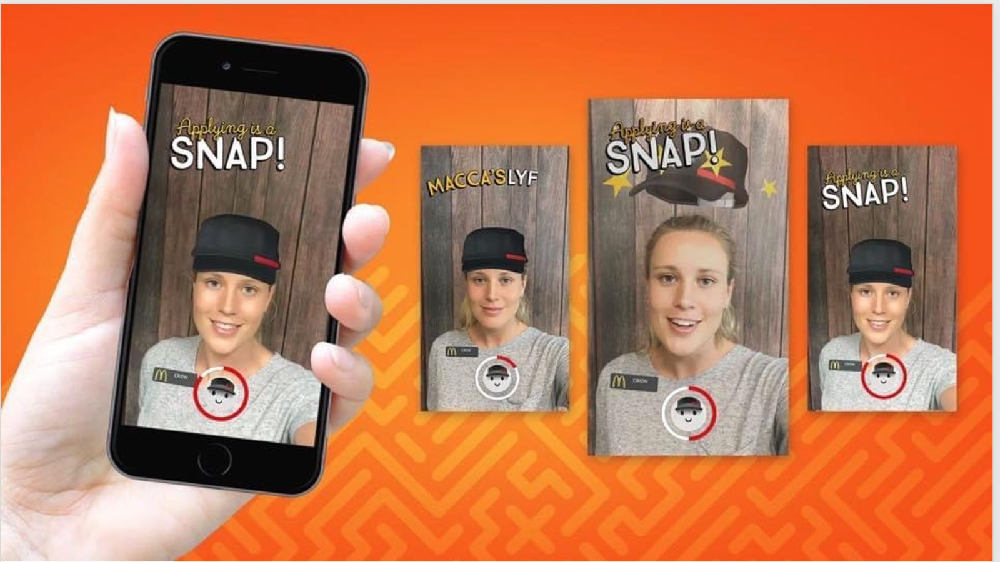 Applying is a
SNAP!
CREW
MACCA'S LYF
CREW
Applying is a
SNAP!
CREW
Applying is a
SNAP!
CREW